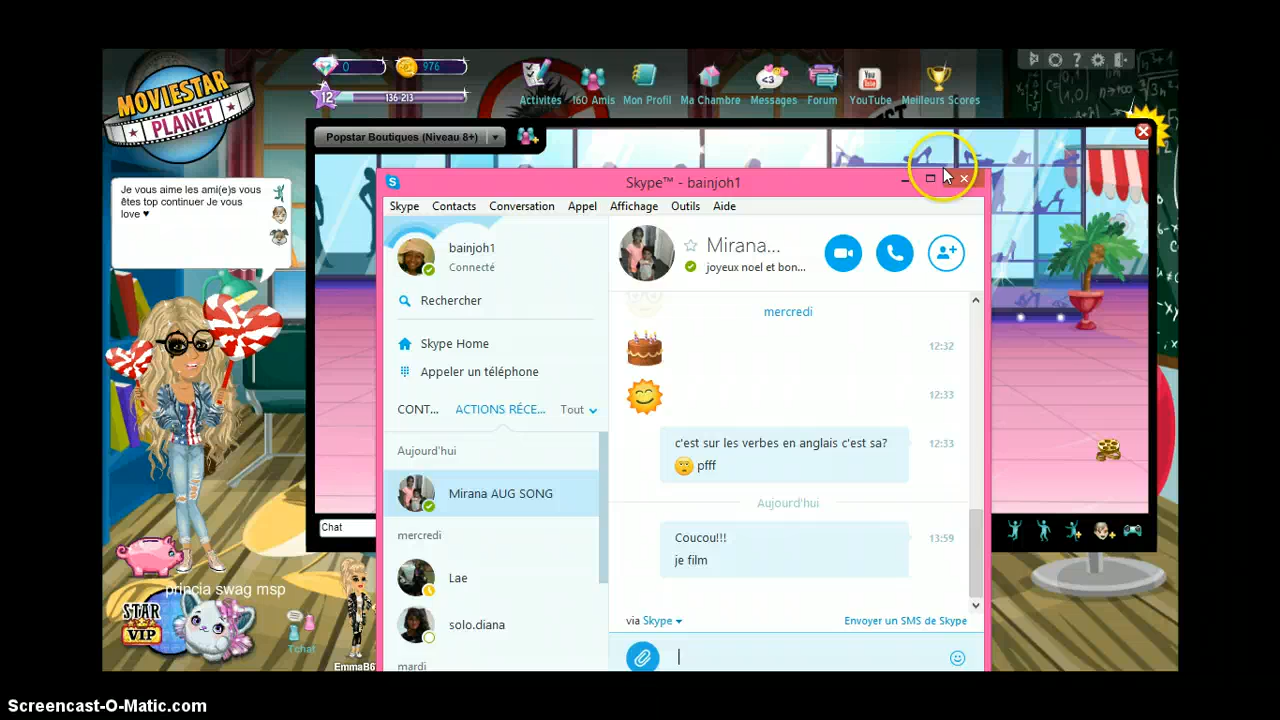 MOVIESTAR
PLANET
0
976
12
136 213
Activités
160 Amis
Mon Profil
Ma Chambre
<3
Messages
Forum
You
Tube
YouTube
Meilleurs Scores
Popstar Boutiques (Niveau 8+)
Je vous aime les ami(e)s vous
êtes top continuer Je vous
love ♥
Skype™ - bainjoh1
Skype Contacts Conversation Appel Affichage Outils Aide
bainjoh1
Connecté
Rechercher
Skype Home
Appeler un téléphone
CONT... ACTIONS RÉCE... Tout
Aujourd'hui
Mirana AUG SONG
mercredi
Lae
solo.diana
mardi
Mirana...
joyeux noel et bon...
mercredi
12:32
12:33
c'est sur les verbes en anglais c'est sa? 12:33
pfff
Aujourd'hui
Coucou!!! 13:59
je film
via Skype
Envoyer un SMS de Skype
Chat
princia swag msp
STAR
VIP
Tchat
EmmaB6
Screencast-O-Matic.com